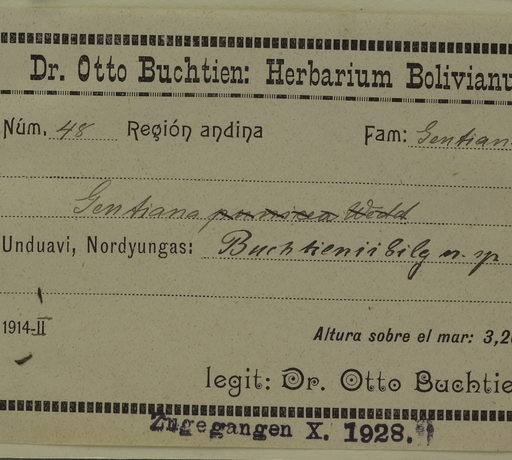 Dr. Otto Buchtien: Herbarium Bolivianu
Núm. 48 Región andina Fam: Gentian
Gentiana punicea Wedd
Unduavi, Nordyungas: Buchtienii Gilg n. sp
1914-II
Altura sobre el mar: 3,2
legit: Dr. Otto Buchtie
Zugegangen X. 1928.